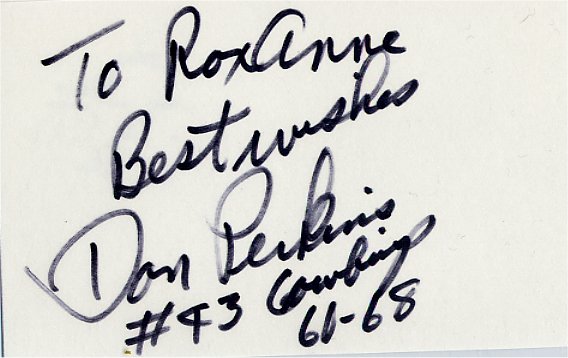 To RoxAnne
Best wishes
Don Perkins
#43 Cowboys
61-68